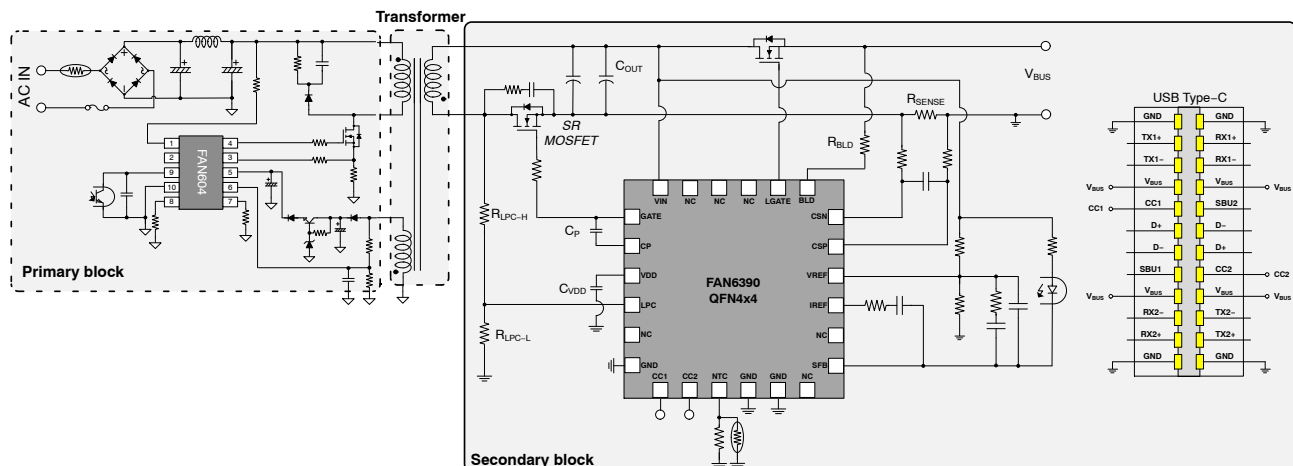 Transformer
AC IN
FAN604
1
2
9
10
8
4
3
5
6
7
Primary block
COUT
VBUS
RSENSE
SR
MOSFET
RBLD
RLPC-H
CP
CVDD
RLPC-L
VIN
NC
NC
NC
LGATE
BLD
GATE
CP
VDD
LPC
NC
GND
CSN
CSP
VREF
IREF
NC
SFB
FAN6390
QFN4x4
CC1
CC2
NTC
GND
GND
NC
Secondary block
USB Type-C
GND GND
TX1+ RX1+
TX1- RX1-
VBUS VBUS VBUS VBUS
CC1 CC1 SBU2
D+ D-
D- D+
SBU1 CC2 CC2
VBUS VBUS VBUS VBUS
RX2- TX2-
RX2+ TX2+
GND GND